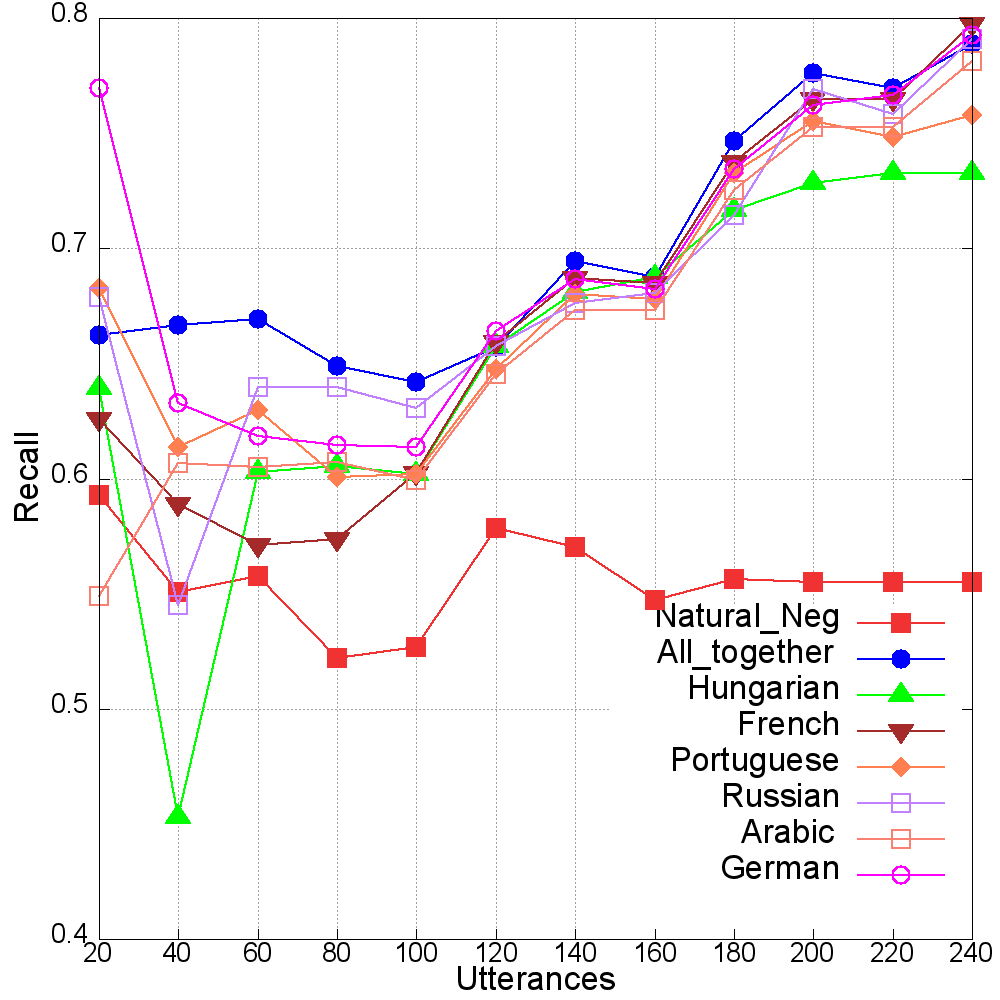 0.8
0.7
0.6
0.5
0.4
Recall
20 40 60 80 100 120 140 160 180 200 220 240
Utterances
Natural_Neg
All_together
Hungarian
French
Portuguese
Russian
Arabic
German